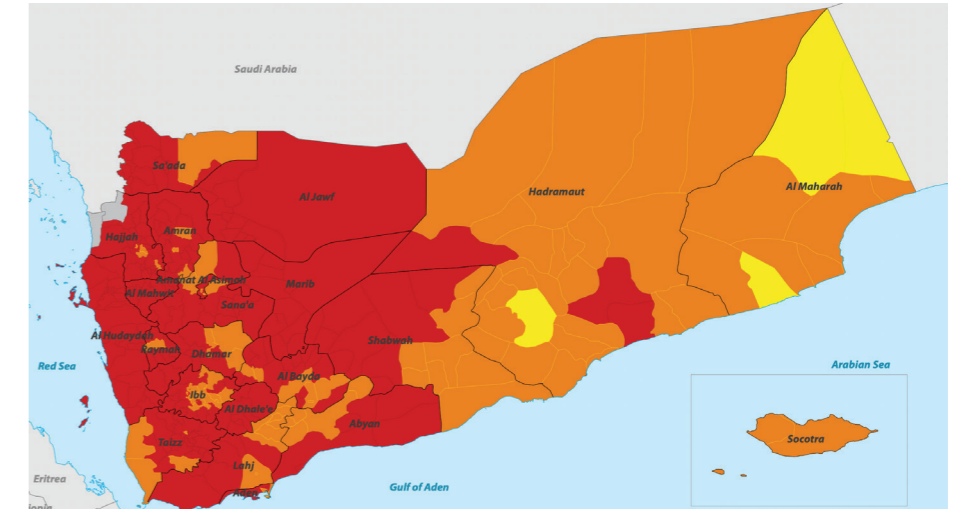 Saudi Arabia
Sa'ada
Al Jawf
Hadramaut
Al Maharah
Hajjah
Amran
Amanat Al Asimah
Marib
Al Mahwit
Sana'a
Al Hudaydah
Raymah
Dhamar
Shabwah
Red Sea
Arabian Sea
Al Bayda
Ibb
Al Dhale'e
Abyan
Taizz
Socotra
Lahj
Eritrea
Aden
Gulf of Aden